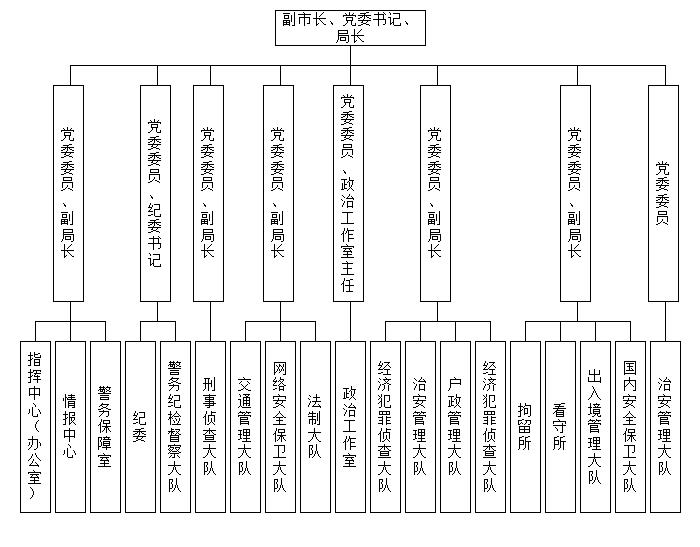 副市长、党委书记、
局长
党委委员、副局长
党委委员、纪委书记
党委委员、副局长
党委委员、副局长
党委委员、政治工作室主任
党委委员、副局长
党委委员、副局长
党委委员
指挥中心（办公室）
情报中心
警务保障室
纪委
警务纪检督察大队
刑事侦查大队
交通管理大队
网络安全保卫大队
法制大队
政治工作室
经济犯罪侦查大队
治安管理大队
户政管理大队
经济犯罪侦查大队
拘留所
看守所
出入境管理大队
国内安全保卫大队
治安管理大队